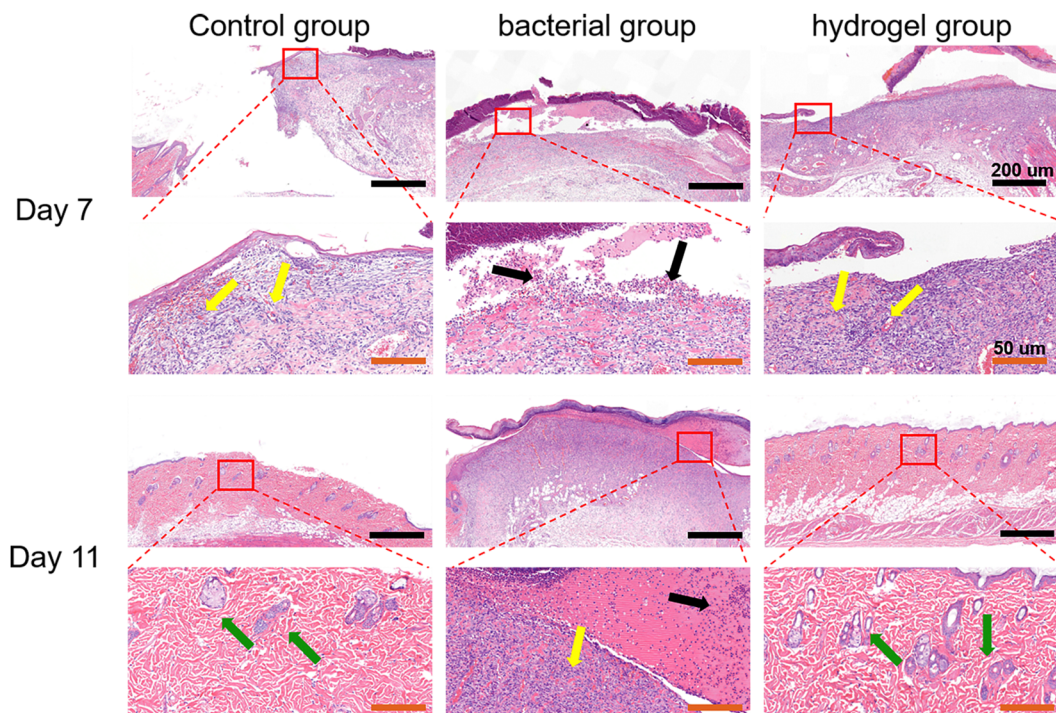 Control group
bacterial group
hydrogel group
Day 7
200 um
50 um
Day 11